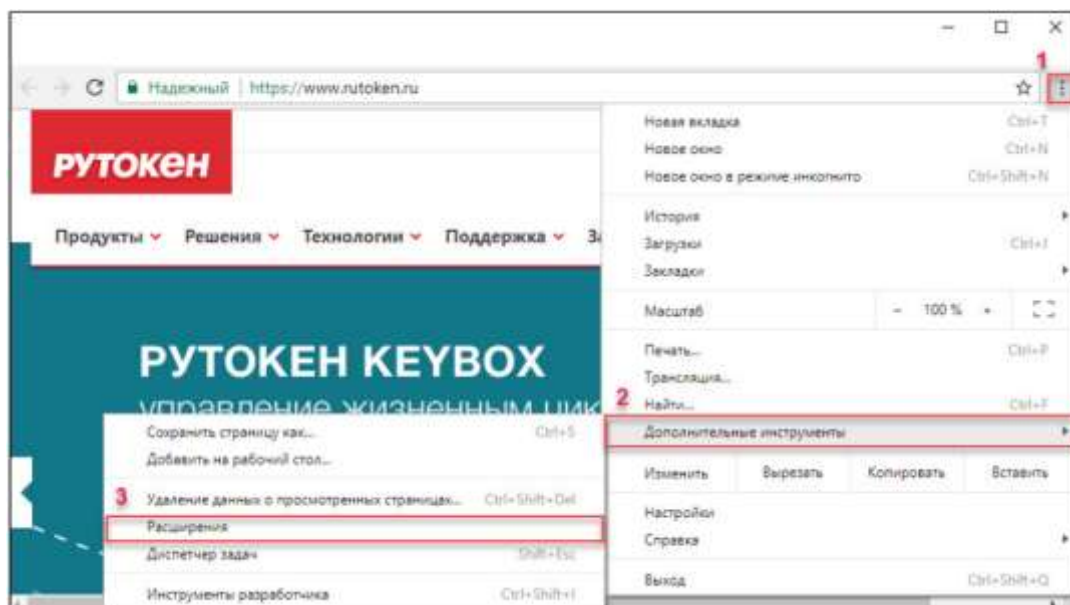 1
Надежный | https://www.rutoken.ru
РУТОКЕН
Продукты Решения Технологии Поддержка
РУТОКЕН KEYBOX
управление жизненным
Новая вкладка Ctrl+T
Новое окно Ctrl+N
Новое окно в режиме инкогнито Ctrl+Shift+N
История
Загрузки Ctrl+J
Закладки
Масштаб - 100 % +
Печать... Ctrl+P
Трансляция...
2
Найти... Ctrl+F
Дополнительные инструменты
Изменить Вырезать Копировать Вставить
Настройки
Справка
Выход Ctrl+Shift+Q
Сохранить страницу как... Ctrl+S
Добавить на рабочий стол...
3
Удаление данных о просмотренных страницах... Ctrl+Shift+Del
Расширения
Диспетчер задач Shift+Esc
Инструменты разработчика Ctrl+Shift+I